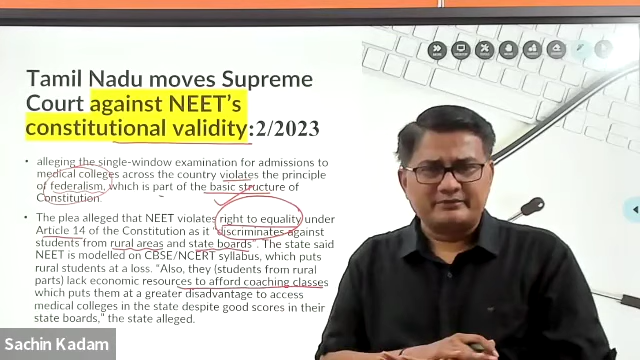 Tamil Nadu moves Supreme
Court against NEET's
constitutional validity:2/2023
• alleging the single-window examination for admissions to
medical colleges across the country violates the principle
of federalism, which is part of the basic structure of
Constitution.
• The plea alleged that NEET violates right to equality under
Article 14 of the Constitution as it "discriminates against
students from rural areas and state boards". The state said
NEET is modelled on CBSE/NCERT syllabus, which puts
rural students at a loss. "Also, they (students from rural
parts) lack economic resources to afford coaching classes
which puts them at a greater disadvantage to access
medical colleges in the state despite good scores in their
state boards," the state alleged.
Sachin Kadam